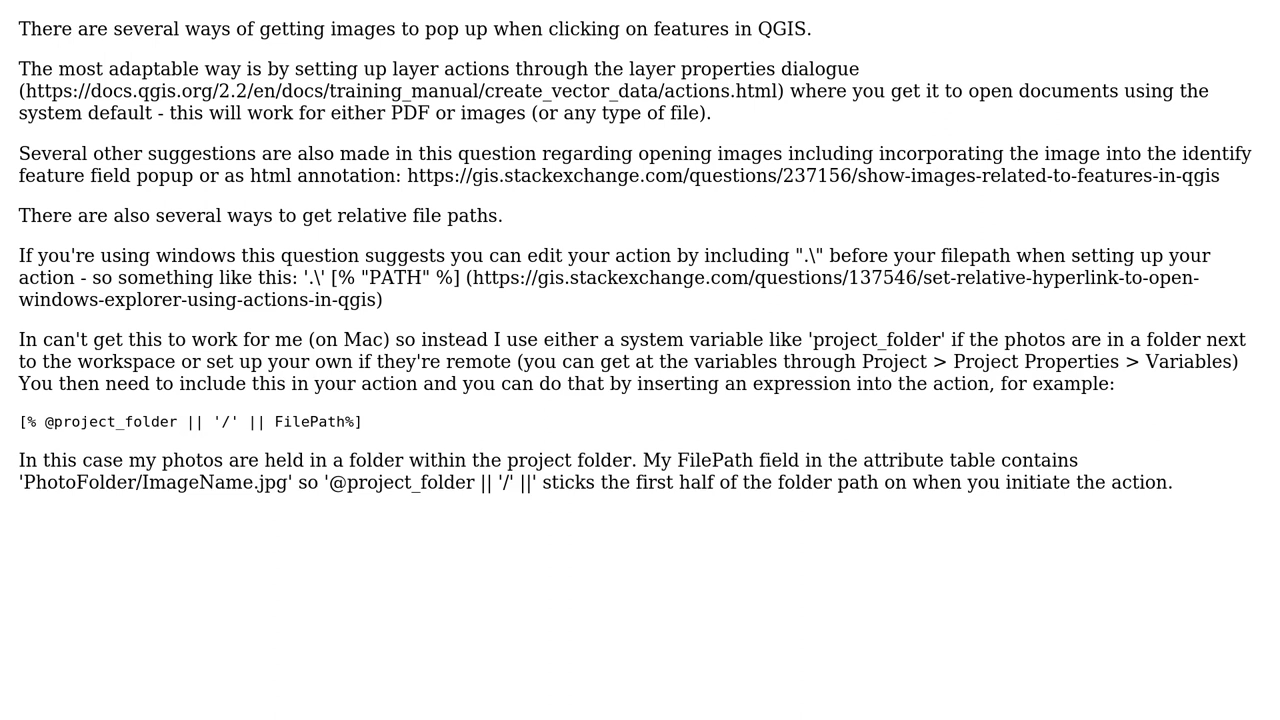 There are several ways of getting images to pop up when clicking on features in QGIS.
The most adaptable way is by setting up layer actions through the layer properties dialogue
(https://docs.qgis.org/2.2/en/docs/training_manual/create_vector_data/actions.html) where you get it to open documents using the
system default - this will work for either PDF or images (or any type of file).
Several other suggestions are also made in this question regarding opening images including incorporating the image into the identify
feature field popup or as html annotation: https://gis.stackexchange.com/questions/237156/show-images-related-to-features-in-qgis
There are also several ways to get relative file paths.
If you're using windows this question suggests you can edit your action by including ".\" before your filepath when setting up your
action - so something like this: '.\' [% "PATH" %] (https://gis.stackexchange.com/questions/137546/set-relative-hyperlink-to-open-
windows-explorer-using-actions-in-qgis)
In can't get this to work for me (on Mac) so instead I use either a system variable like 'project_folder' if the photos are in a folder next
to the workspace or set up your own if they're remote (you can get at the variables through Project > Project Properties > Variables)
You then need to include this in your action and you can do that by inserting an expression into the action, for example:
[% @project_folder || '/' || FilePath%]
In this case my photos are held in a folder within the project folder. My FilePath field in the attribute table contains
'PhotoFolder/ImageName.jpg' so '@project_folder || '/' ||' sticks the first half of the folder path on when you initiate the action.